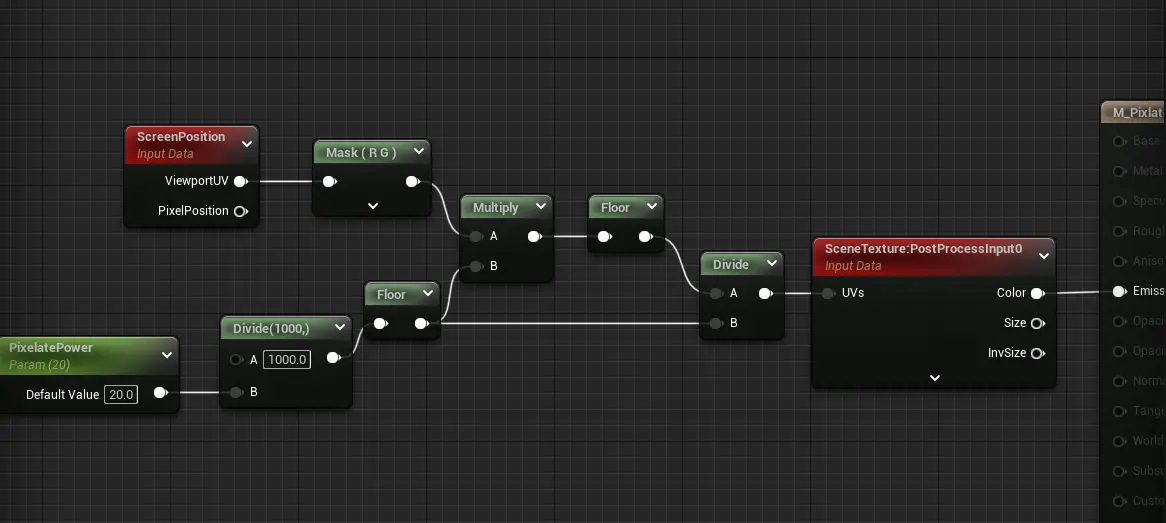 ScreenPosition
Input Data
ViewportUV
PixelPosition
Mask ( R G )
Multiply
A
B
Floor
Divide
A
B
SceneTexture:PostProcessInput0
Input Data
UVs
Color
Size
InvSize
Floor
Divide(1000,)
A 1000.0
B
PixelatePower
Param (20)
Default Value 20.0
M_Pixlat
Base
Metal
Specu
Rough
Aniso
Emiss
Opaci
Opaci
Norma
Tange
World
Subsu
Custo